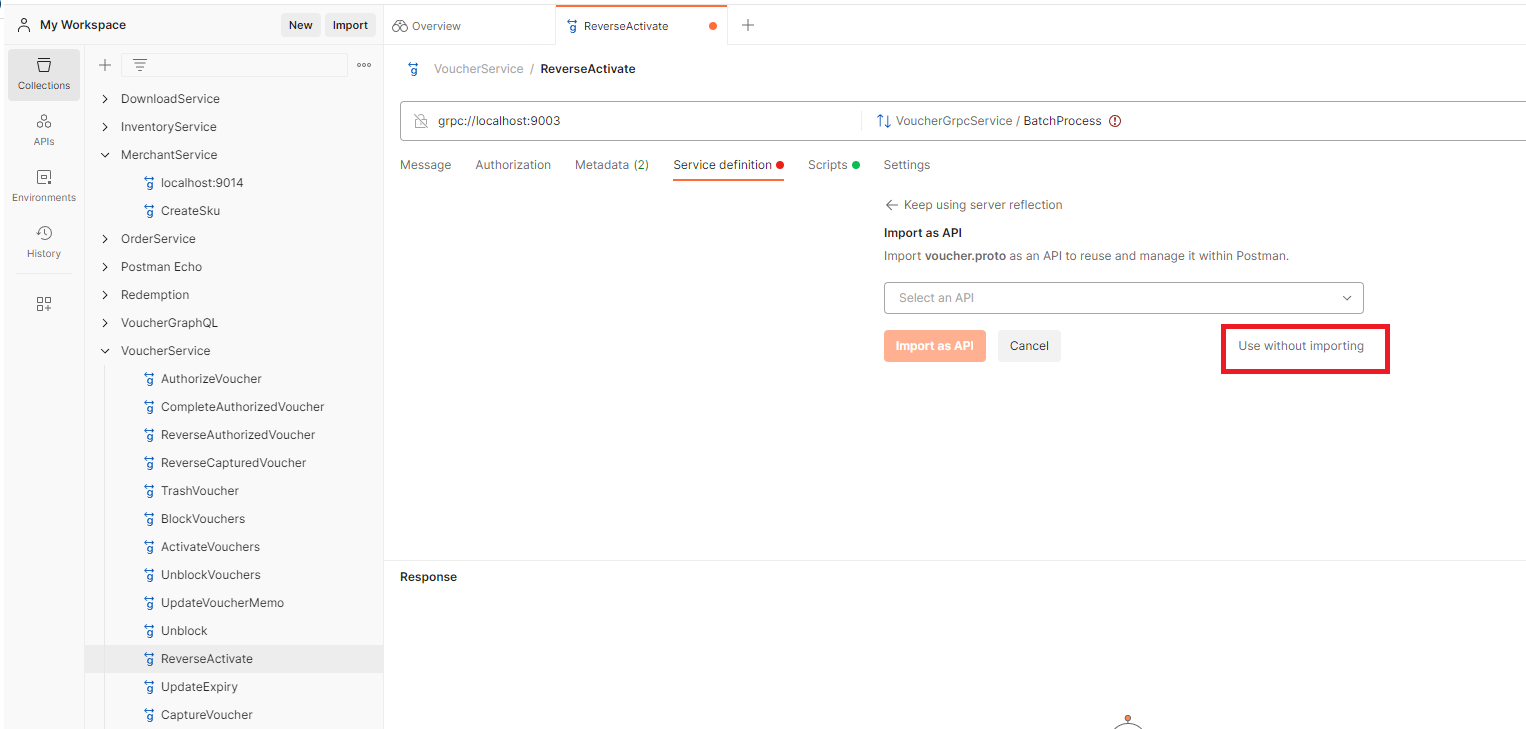 My Workspace
New
Import
Overview
ReverseActivate
Collections
APIs
Environments
History
DownloadService
InventoryService
MerchantService
localhost:9014
CreateSku
OrderService
Postman Echo
Redemption
VoucherGraphQL
VoucherService
AuthorizeVoucher
CompleteAuthorizedVoucher
ReverseAuthorizedVoucher
ReverseCapturedVoucher
TrashVoucher
BlockVouchers
ActivateVouchers
UnblockVouchers
UpdateVoucherMemo
Unblock
ReverseActivate
UpdateExpiry
CaptureVoucher
VoucherService / ReverseActivate
grpc://localhost:9003
VoucherGrpcService / BatchProcess
Message
Authorization
Metadata (2)
Service definition
Scripts
Settings
Keep using server reflection
Import as API
Import voucher.proto as an API to reuse and manage it within Postman.
Select an API
Import as API
Cancel
Use without importing
Response